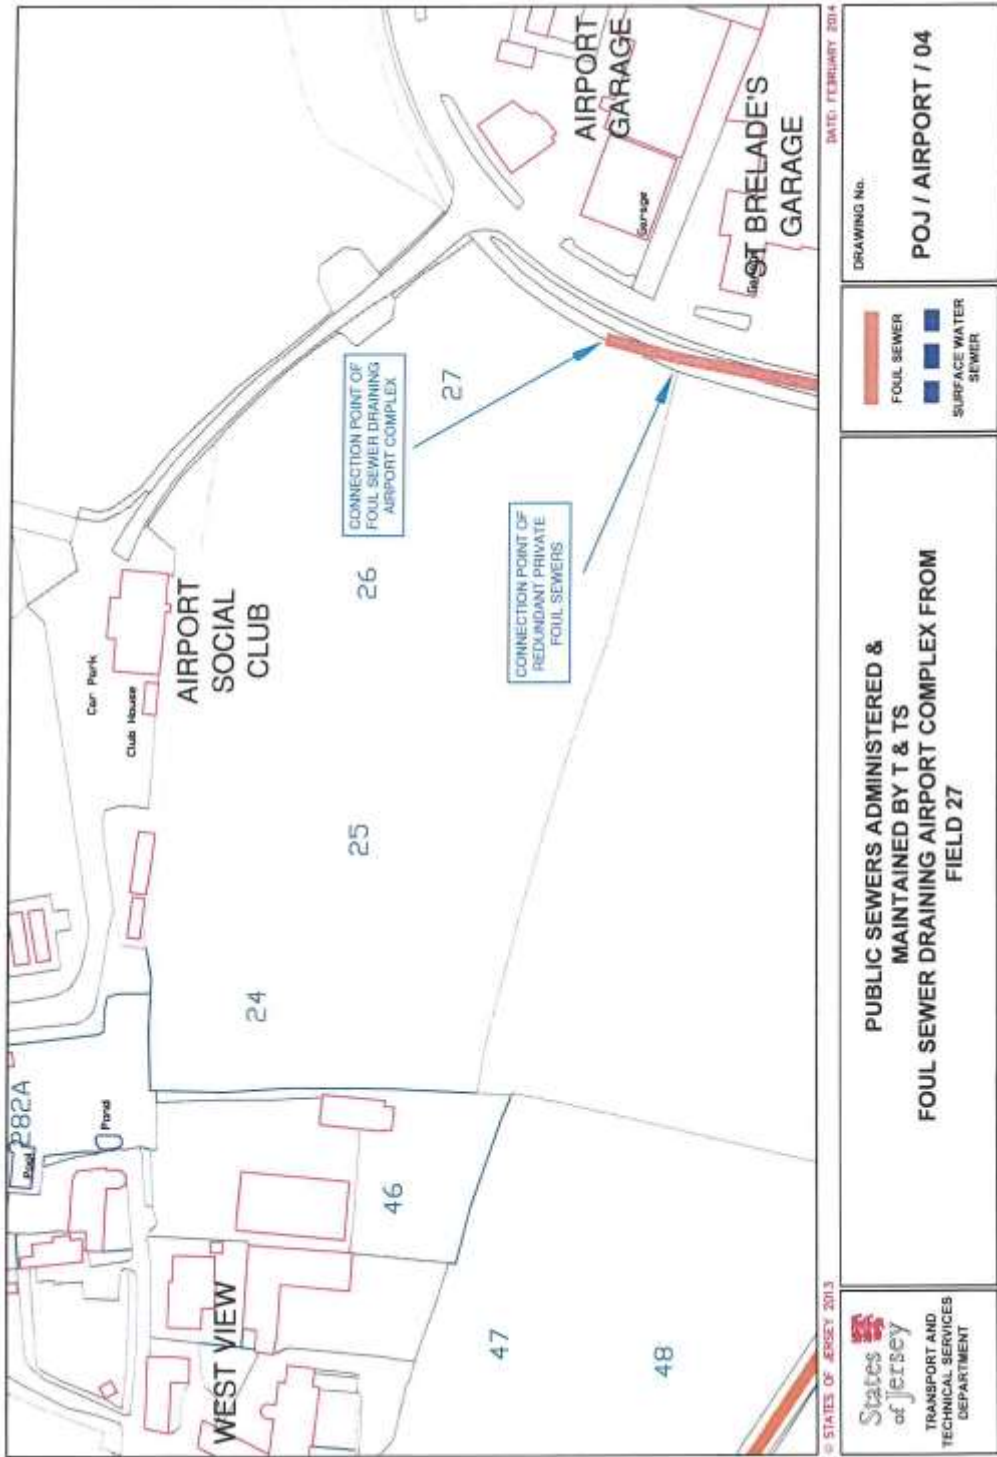 AIRPORT
GARAGE
Garage
ST BRELADE'S
GARAGE
CONNECTION POINT OF
FOUL SEWER DRAINING
AIRPORT COMPLEX
27
26
CONNECTION POINT OF
REDUNDANT PRIVATE
FOUL SEWERS
AIRPORT
SOCIAL
CLUB
Car Park
Club House
25
24
282A
Pool
Pond
46
WEST VIEW
47
48
© STATES OF JERSEY 2013
DATE: FEBRUARY 2014
States
of Jersey
TRANSPORT AND
TECHNICAL SERVICES
DEPARTMENT
PUBLIC SEWERS ADMINISTERED &
MAINTAINED BY T & TS
FOUL SEWER DRAINING AIRPORT COMPLEX FROM
FIELD 27
FOUL SEWER
SURFACE WATER
SEWER
DRAWING No.
POJ / AIRPORT / 04